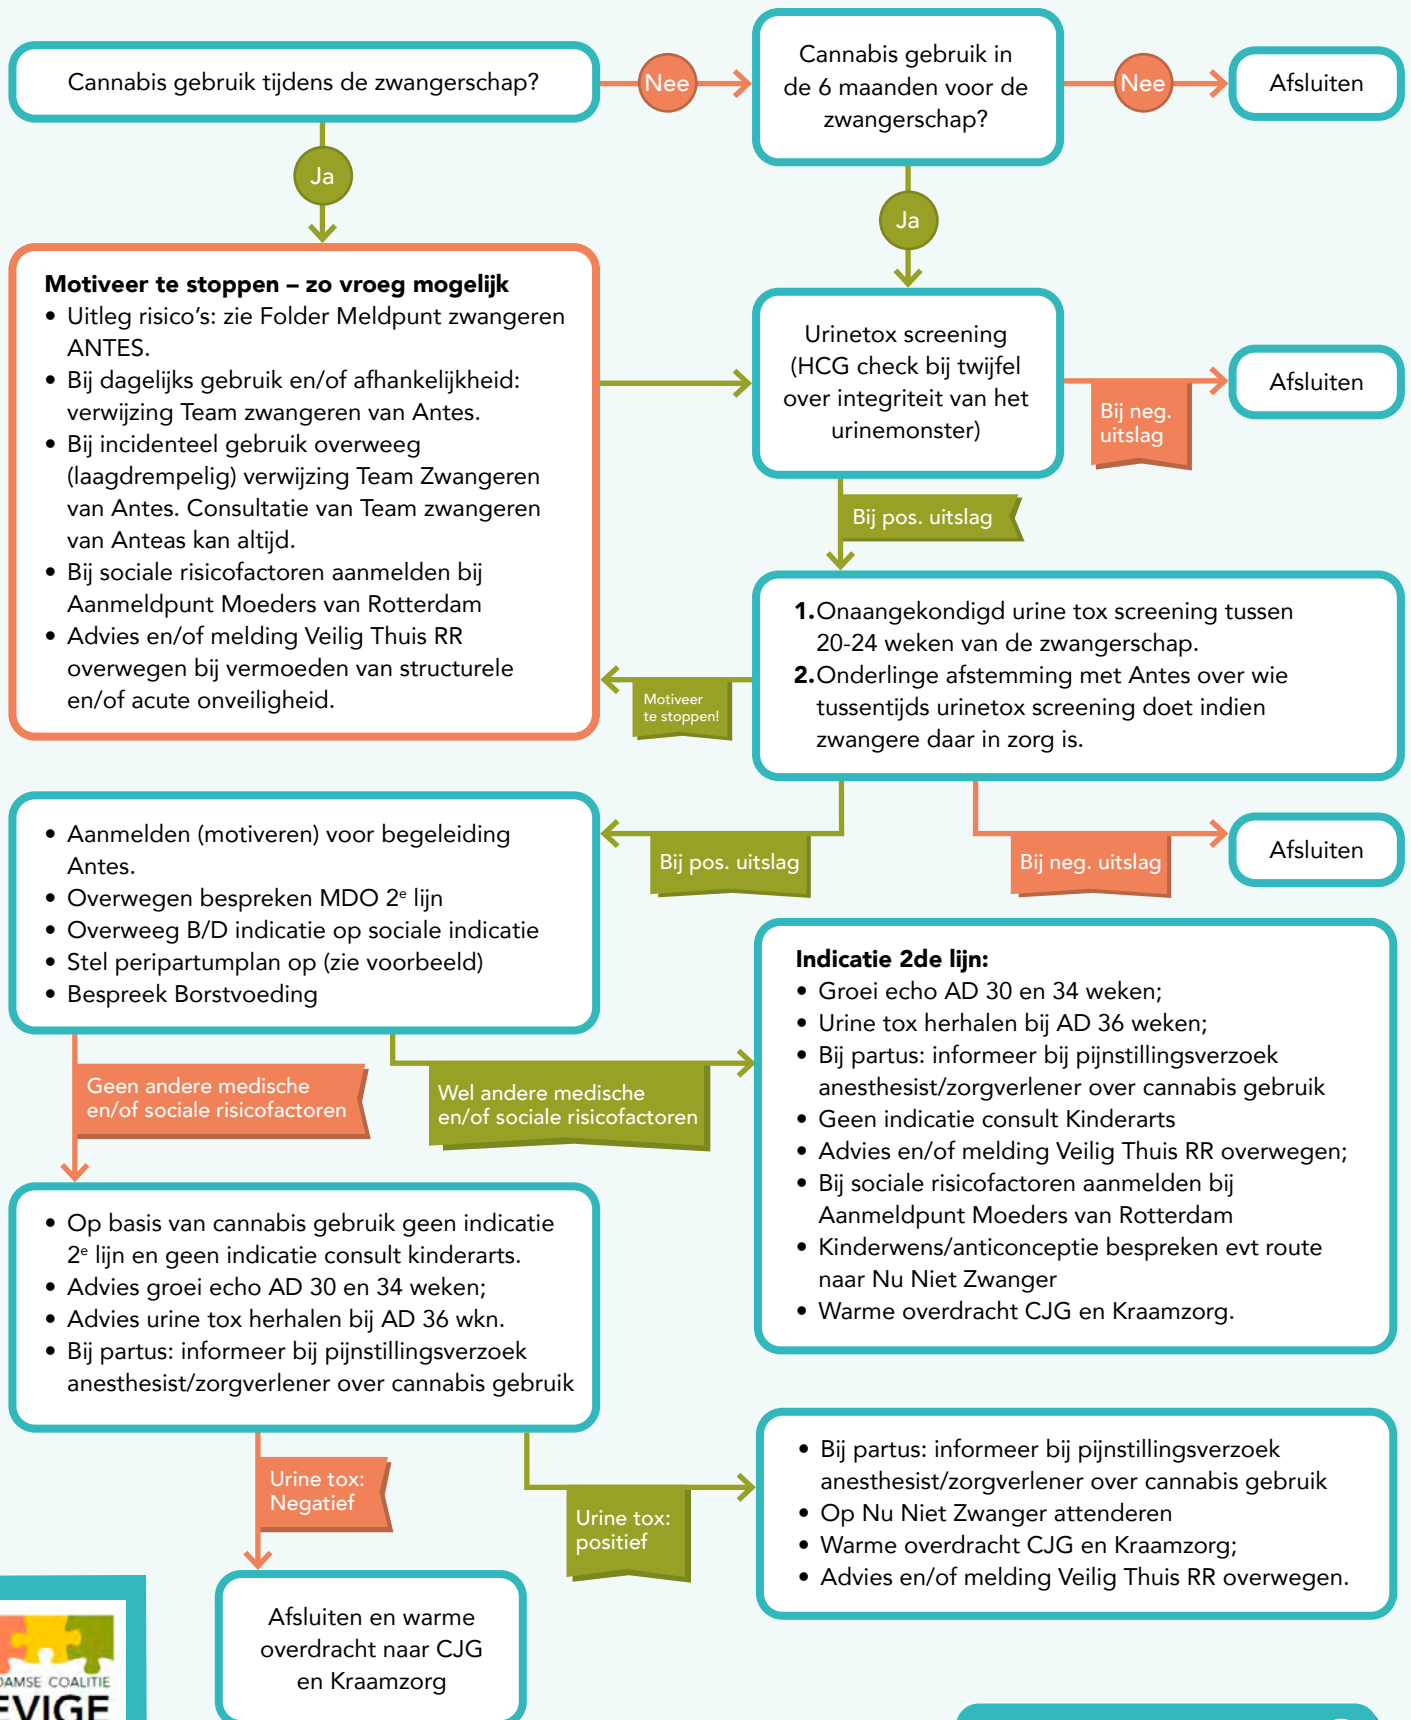 Cannabis gebruik tijdens de zwangerschap?
Nee
Cannabis gebruik in
de 6 maanden voor de
zwangerschap?
Nee
Afsluiten
Ja
Ja
Motiveer te stoppen – zo vroeg mogelijk
• Uitleg risico's: zie Folder Meldpunt zwangeren
ANTES.
• Bij dagelijks gebruik en/of afhankelijkheid:
verwijzing Team zwangeren van Antes.
• Bij incidenteel gebruik overweeg
(laagdrempelig) verwijzing Team Zwangeren
van Antes. Consultatie van Team zwangeren
van Anteas kan altijd.
• Bij sociale risicofactoren aanmelden bij
Aanmeldpunt Moeders van Rotterdam
• Advies en/of melding Veilig Thuis RR
overwegen bij vermoeden van structurele
en/of acute onveiligheid.
Urinetox screening
(HCG check bij twijfel
over integriteit van het
urinemonster)
Bij neg.
uitslag
Afsluiten
Bij pos. uitslag
1.Onaangekondigd urine tox screening tussen
20-24 weken van de zwangerschap.
2.Onderlinge afstemming met Antes over wie
tussentijds urinetox screening doet indien
zwangere daar in zorg is.
Motiveer
te stoppen!
Bij pos. uitslag
Bij neg. uitslag
Afsluiten
• Aanmelden (motiveren) voor begeleiding
Antes.
• Overwegen bespreken MDO 2e lijn
• Overweeg B/D indicatie op sociale indicatie
• Stel peripartumplan op (zie voorbeeld)
• Bespreek Borstvoeding
Geen andere medische
en/of sociale risicofactoren
Wel andere medische
en/of sociale risicofactoren
Indicatie 2de lijn:
• Groei echo AD 30 en 34 weken;
• Urine tox herhalen bij AD 36 weken;
• Bij partus: informeer bij pijnstillingsverzoek
anesthesist/zorgverlener over cannabis gebruik
• Geen indicatie consult Kinderarts
• Advies en/of melding Veilig Thuis RR overwegen;
• Bij sociale risicofactoren aanmelden bij
Aanmeldpunt Moeders van Rotterdam
• Kinderwens/anticonceptie bespreken evt route
naar Nu Niet Zwanger
• Warme overdracht CJG en Kraamzorg.
• Op basis van cannabis gebruik geen indicatie
2e lijn en geen indicatie consult kinderarts.
• Advies groei echo AD 30 en 34 weken;
• Advies urine tox herhalen bij AD 36 wkn.
• Bij partus: informeer bij pijnstillingsverzoek
anesthesist/zorgverlener over cannabis gebruik
Urine tox:
Negatief
Urine tox:
positief
• Bij partus: informeer bij pijnstillingsverzoek
anesthesist/zorgverlener over cannabis gebruik
• Op Nu Niet Zwanger attenderen
• Warme overdracht CJG en Kraamzorg;
• Advies en/of melding Veilig Thuis RR overwegen.
Afsluiten en warme
overdracht naar CJG
en Kraamzorg
COALITIE